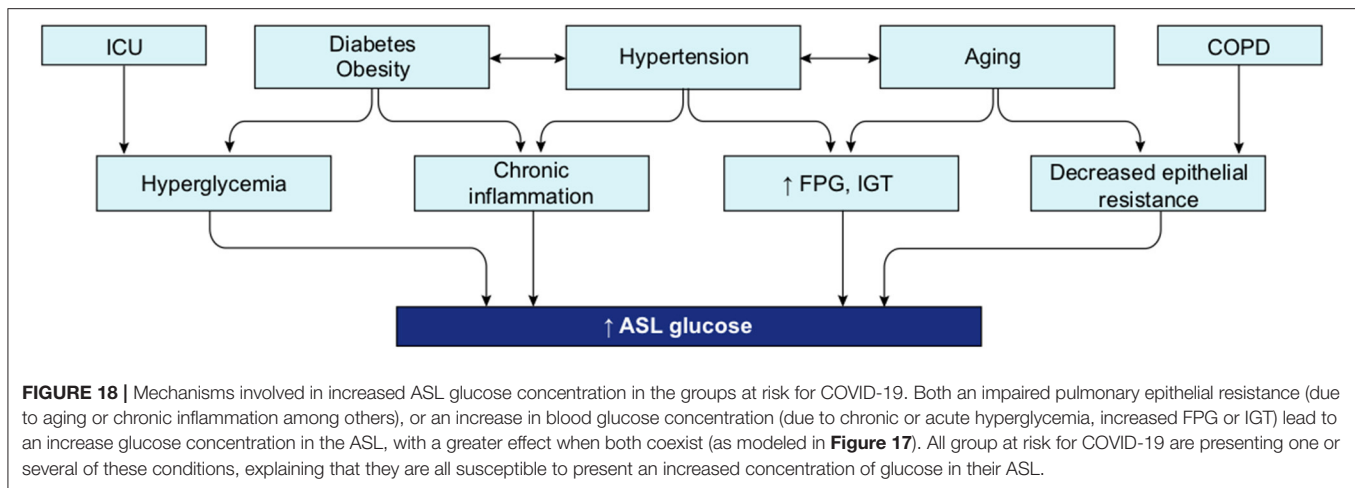 ICU
Diabetes
Obesity
Hypertension
Aging
COPD
Hyperglycemia
Chronic
inflammation
↑ FPG, IGT
Decreased epithelial
resistance
↑ ASL glucose
FIGURE 18 | Mechanisms involved in increased ASL glucose concentration in the groups at risk for COVID-19. Both an impaired pulmonary epithelial resistance (due
to aging or chronic inflammation among others), or an increase in blood glucose concentration (due to chronic or acute hyperglycemia, increased FPG or IGT) lead to
an increase glucose concentration in the ASL, with a greater effect when both coexist (as modeled in Figure 17). All group at risk for COVID-19 are presenting one or
several of these conditions, explaining that they are all susceptible to present an increased concentration of glucose in their ASL.